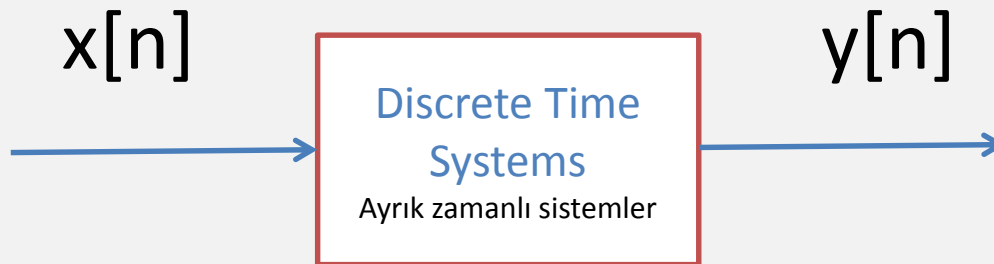 x[n]
y[n]
Discrete Time
Systems
Ayrık zamanlı sistemler